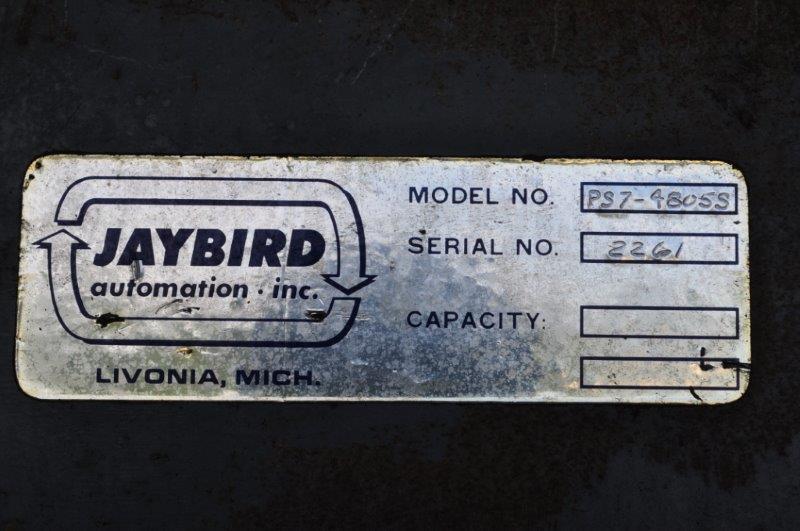 JAYBIRD
automation · inc.
LIVONIA, MICH.
MODEL NO. PS7-4805S
SERIAL NO. 2261
CAPACITY: